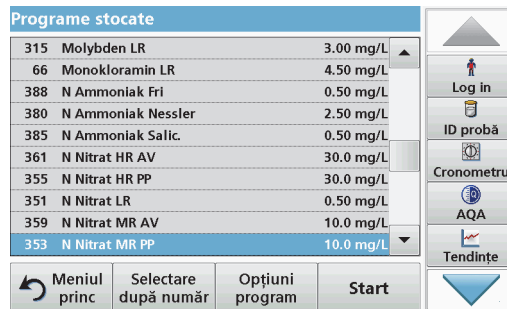 Programe stocate
315 Molybden LR 3.00 mg/L
66 Monokloramin LR 4.50 mg/L
388 N Ammoniak Fri 0.50 mg/L
380 N Ammoniak Nessler 2.50 mg/L
385 N Ammoniak Salic. 0.50 mg/L
361 N Nitrat HR AV 30.0 mg/L
355 N Nitrat HR PP 30.0 mg/L
351 N Nitrat LR 0.50 mg/L
359 N Nitrat MR AV 10.0 mg/L
353 N Nitrat MR PP 10.0 mg/L
Meniul
princ
Selectare
după număr
Opțiuni
program
Start
Log in
ID probă
Cronometru
AQA
Tendințe